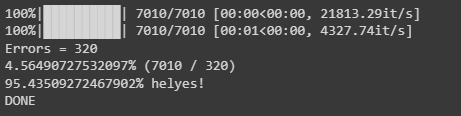 100%|██████████| 7010/7010 [00:00<00:00, 21813.29it/s]
100%|██████████| 7010/7010 [00:01<00:00, 4327.74it/s]
Errors = 320
4.56490727532097% (7010 / 320)
95.43509272467902% helyes!
DONE